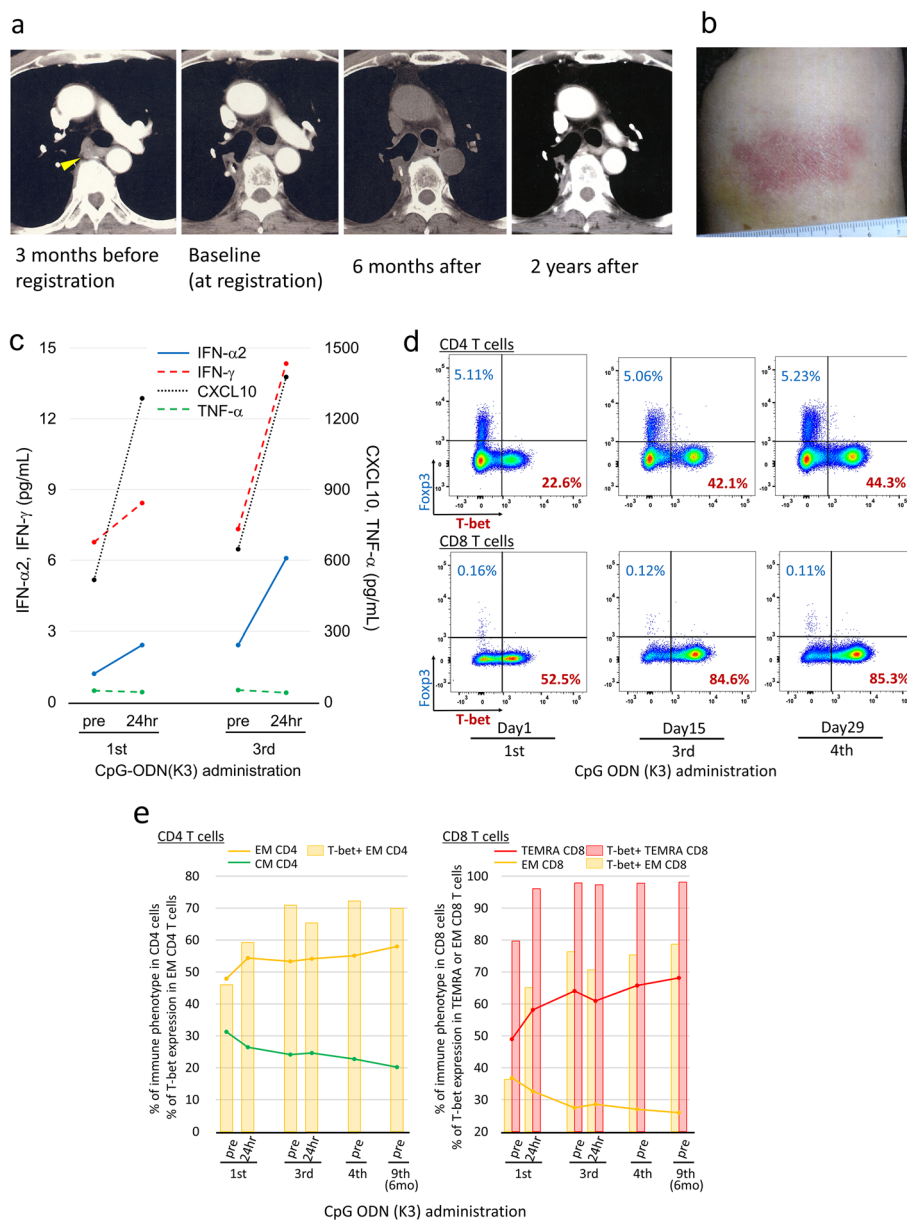 a
b
3 months before
registration
Baseline
(at registration)
6 months after
2 years after
c
15
12
9
6
3
0
IFN-α2, IFN-γ (pg/mL)
IFN-α2
IFN-γ
CXCL10
TNF-α
1500
1200
900
600
300
0
CXCL10, TNF-α (pg/mL)
pre
24hr
pre
24hr
1st
3rd
CpG-ODN(K3) administration
d
CD4 T cells
5.11%
5.06%
5.23%
22.6%
42.1%
44.3%
Foxp3
T-bet
CD8 T cells
0.16%
0.12%
0.11%
52.5%
84.6%
85.3%
Foxp3
T-bet
Day1
Day15
Day29
1st
3rd
4th
CpG ODN (K3) administration
e
CD4 T cells
EM CD4
T-bet+ EM CD4
CM CD4
80
70
60
50
40
30
20
10
0
% of immune phenotype in CD4 cells
% of T-bet expression in EM CD4 T cells
pre
24hr
pre
24hr
pre
pre
1st
3rd
4th
9th
(6mo)
CD8 T cells
TEMRA CD8
T-bet+ TEMRA CD8
EM CD8
T-bet+ EM CD8
100
90
80
70
60
50
40
30
20
% of immune phenotype in CD8 cells
% of T-bet expression in TEMRA or EM CD8 T cells
pre
24hr
pre
24hr
pre
pre
1st
3rd
4th
9th
(6mo)
CpG ODN (K3) administration